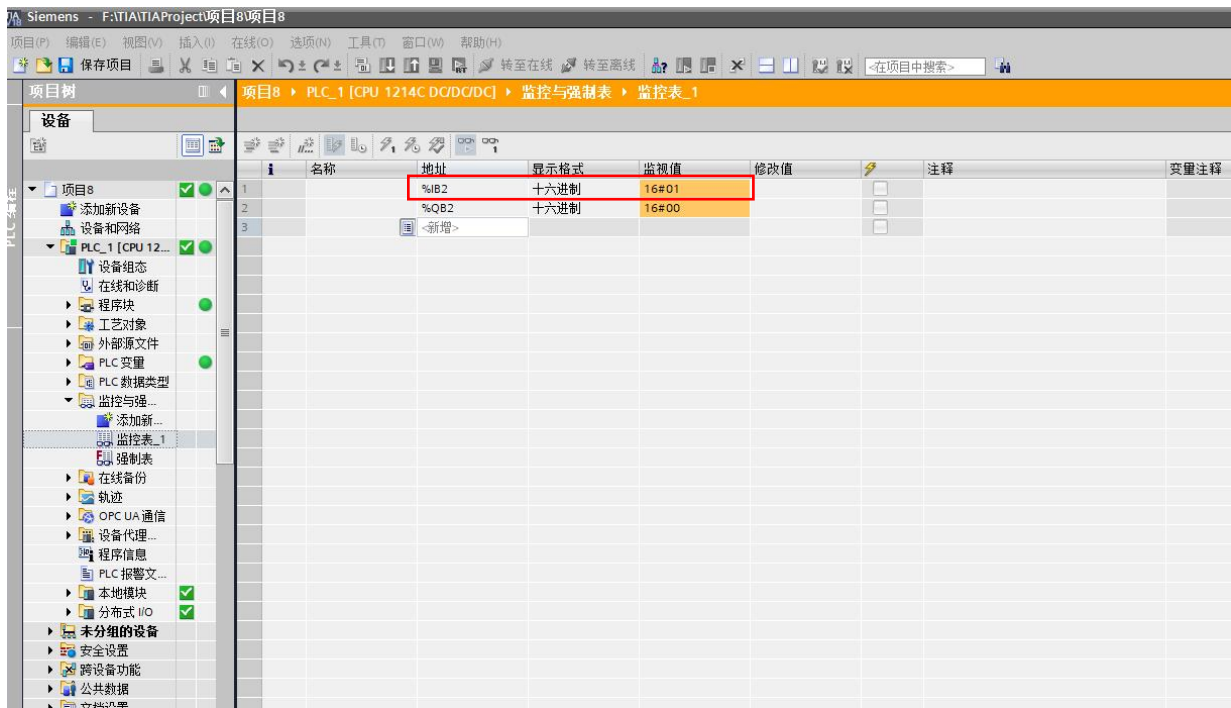 Siemens - F:\TIA\TIAProject\项目8\项目8
项目(P) 编辑(E) 视图(V) 插入(I) 在线(O) 选项(N) 工具(T) 窗口(W) 帮助(H)
保存项目 转至在线 转至离线 <在项目中搜索>
项目树 项目8 PLC_1 [CPU 1214C DC/DC/DC] 监控与强制表 监控表_1
设备
i 名称 地址 显示格式 监视值 修改值 注释 变量注释
项目8 1 %IB2 十六进制 16#01
添加新设备 2 %QB2 十六进制 16#00
设备和网络 3 <新增>
PLC_1 [CPU 12...
设备组态
在线和诊断
程序块
工艺对象
外部源文件
PLC 变量
PLC 数据类型
监控与强...
添加新...
监控表_1
强制表
在线备份
轨迹
OPC UA 通信
设备代理...
程序信息
PLC 报警文...
本地模块
分布式 I/O
未分组的设备
安全设置
跨设备功能
公共数据